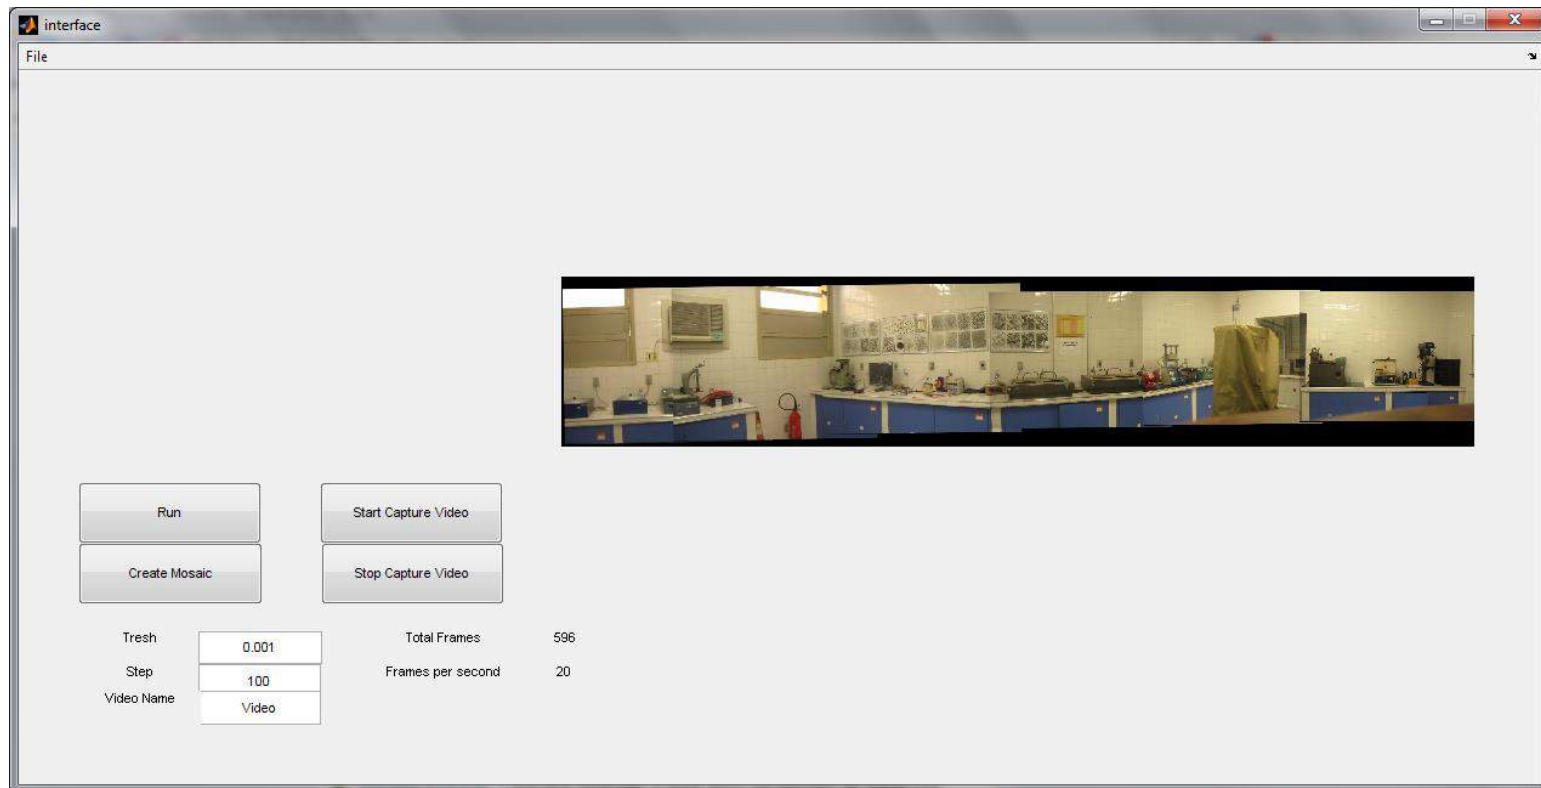 interface
File
Run
Start Capture Video
Create Mosaic
Stop Capture Video
Tresh
0.001
Total Frames
596
Step
100
Frames per second
20
Video Name
Video